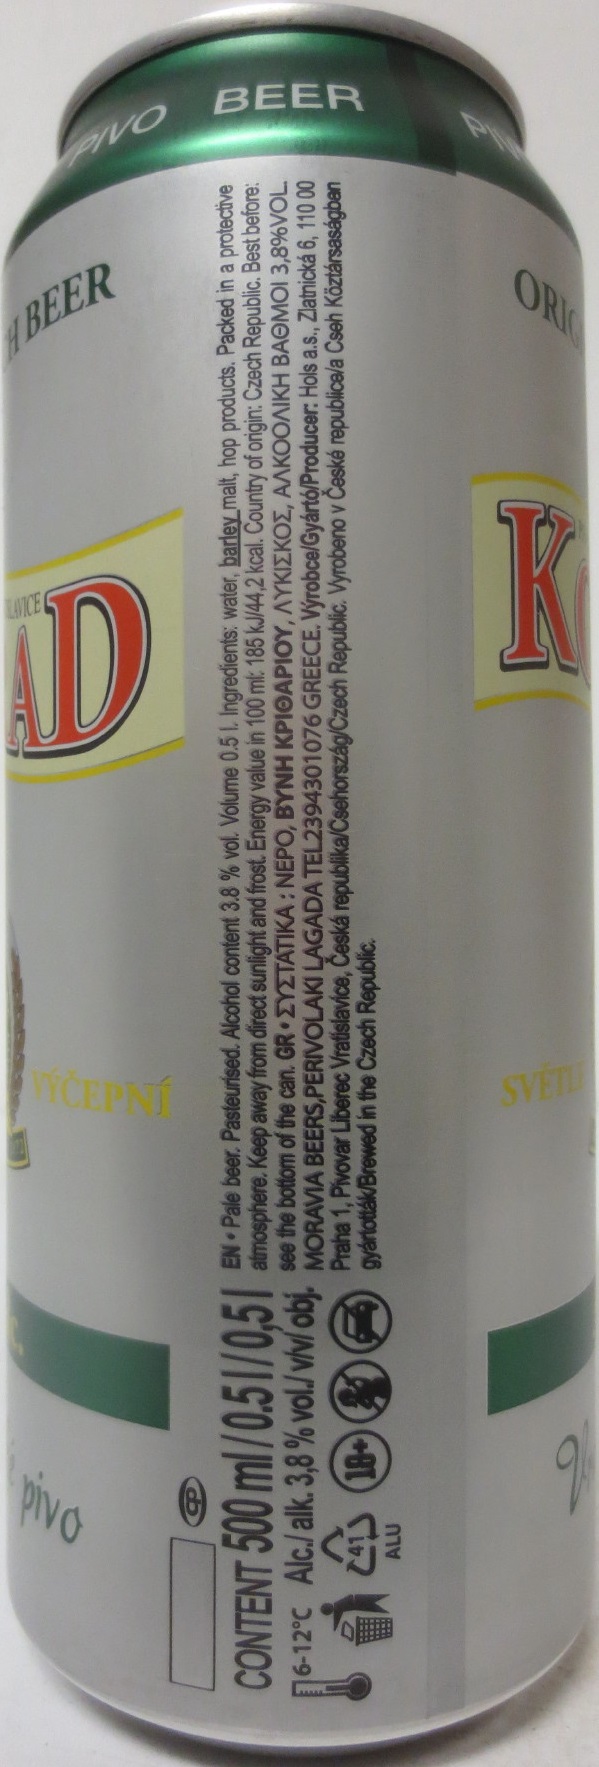 PIVO BEER
H BEER
ORIG
AD
K
VÝČEPNÍ
SVĚTLÉ
pivo
EN • Pale beer. Pasteurised. Alcohol content 3.8 % vol. Volume 0.5 l. Ingredients: water, barley malt, hop products. Packed in a protective
atmosphere. Keep away from direct sunlight and frost. Energy value in 100 ml: 185 kJ/44,2 kcal. Country of origin: Czech Republic. Best before:
see the bottom of the can. GR • ΣΥΣΤΑΤΙΚΑ : ΝΕΡΟ, ΒΥΝΗ ΚΡΙΘΑΡΙΟΥ, ΛΥΚΙΣΚΟΣ, ΑΛΚΟΟΛΙΚΗ ΒΑΘΜΟΙ 3,8%VOL.
MORAVIA BEERS,PERIVOLAKI LAGADA TEL2394301076 GREECE. Výrobce/Gyártó/Producer: Hols a.s., Zlatnická 6, 110 00
Praha 1, Pivovar Liberec Vratislavice, Česká republika/Csehország/Czech Republic. Vyrobeno v České republice/a Cseh Köztársaságban
gyártották/Brewed in the Czech Republic.
CONTENT 500 ml / 0.5 l / 0,5 l
Alc./ alk. 3,8 % vol./ v/v/ obj.
6-12°C
41
ALU
18+